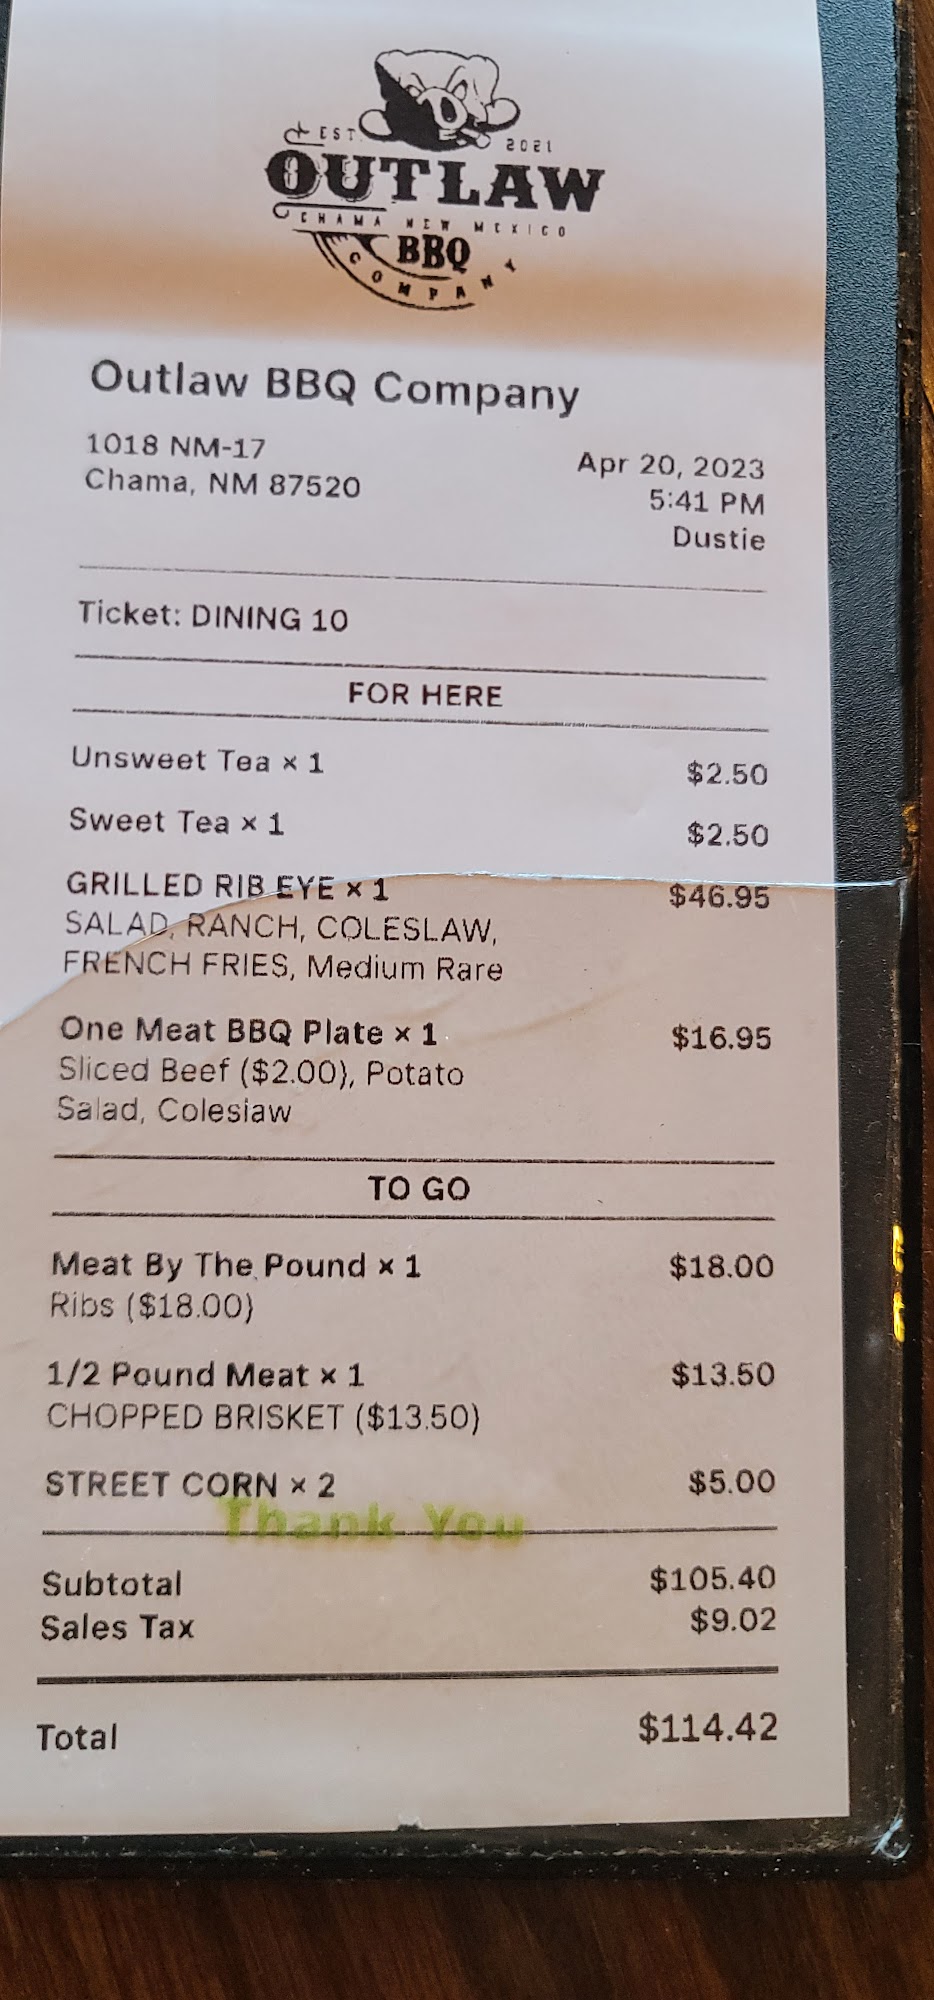 EST. 2021
OUTLAW
CHAMA NEW MEXICO
BBQ
COMPANY
Outlaw BBQ Company
1018 NM-17
Chama, NM 87520
Apr 20, 2023
5:41 PM
Dustie
Ticket: DINING 10
FOR HERE
Unsweet Tea × 1 $2.50
Sweet Tea × 1 $2.50
GRILLED RIB EYE × 1 $46.95
SALAD, RANCH, COLESLAW,
FRENCH FRIES, Medium Rare
One Meat BBQ Plate × 1 $16.95
Sliced Beef ($2.00), Potato
Salad, Coleslaw
TO GO
Meat By The Pound × 1 $18.00
Ribs ($18.00)
1/2 Pound Meat × 1 $13.50
CHOPPED BRISKET ($13.50)
STREET CORN × 2 $5.00
Thank You
Subtotal $105.40
Sales Tax $9.02
Total $114.42